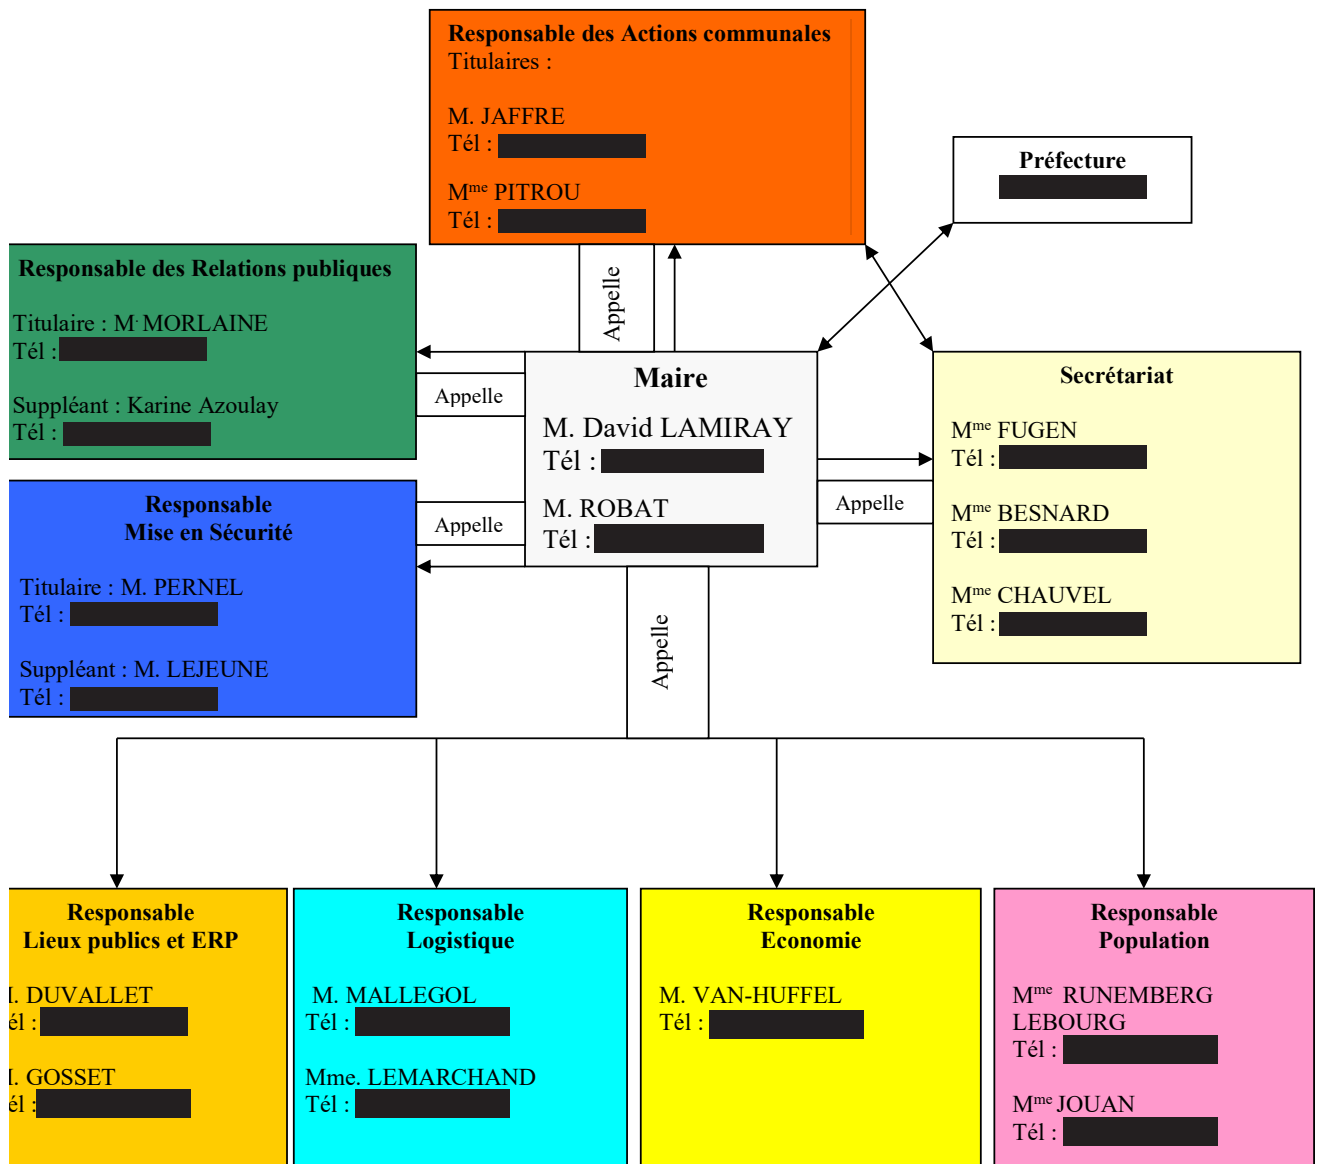 Responsable des Actions communales
Titulaires :
M. JAFFRE
Tél :
Mme PITROU
Tél :
Préfecture
Appelle
Responsable des Relations publiques
Titulaire : M. MORLAINE
Tél :
Suppléant : Karine Azoulay
Tél :
Appelle
Maire
M. David LAMIRAY
Tél :
M. ROBAT
Tél :
Secrétariat
Mme FUGEN
Tél :
Mme BESNARD
Tél :
Mme CHAUVEL
Tél :
Appelle
Responsable
Mise en Sécurité
Titulaire : M. PERNEL
Tél :
Suppléant : M. LEJEUNE
Tél :
Appelle
Appelle
Responsable
Lieux publics et ERP
DUVALLET
él :
GOSSET
él :
Responsable
Logistique
M. MALLEGOL
Tél :
Mme. LEMARCHAND
Tél :
Responsable
Economie
M. VAN-HUFFEL
Tél :
Responsable
Population
Mme RUNEMBERG
LEBOURG
Tél :
Mme JOUAN
Tél :